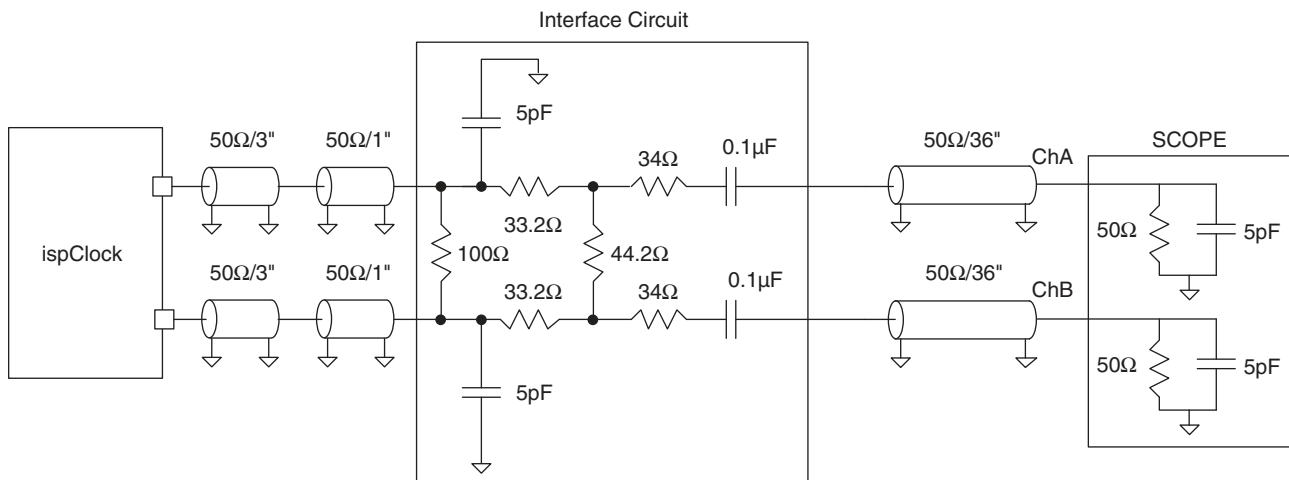 Interface Circuit
5pF
50Ω/3"
50Ω/1"
34Ω
0.1µF
50Ω/36"
ChA
SCOPE
33.2Ω
50Ω
5pF
ispClock
100Ω
44.2Ω
50Ω/3"
50Ω/1"
33.2Ω
34Ω
0.1µF
50Ω/36"
ChB
50Ω
5pF
5pF